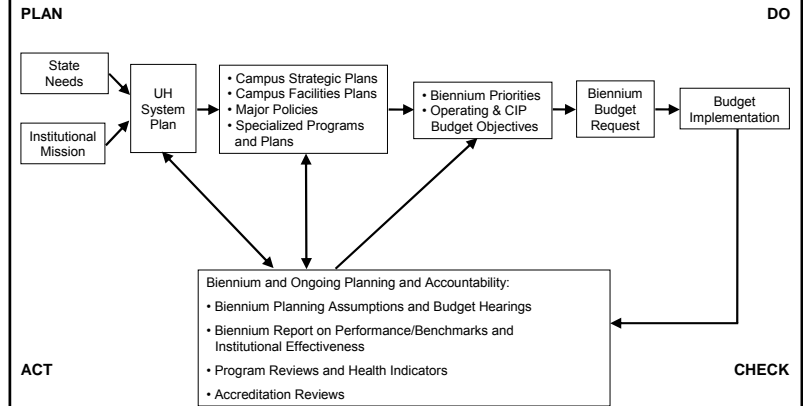 PLAN
DO
State
Needs
Institutional
Mission
UH
System
Plan
• Campus Strategic Plans
• Campus Facilities Plans
• Major Policies
• Specialized Programs
and Plans
• Biennium Priorities
• Operating & CIP
Budget Objectives
Biennium
Budget
Request
Budget
Implementation
Biennium and Ongoing Planning and Accountability:
• Biennium Planning Assumptions and Budget Hearings
• Biennium Report on Performance/Benchmarks and
Institutional Effectiveness
• Program Reviews and Health Indicators
• Accreditation Reviews
ACT
CHECK